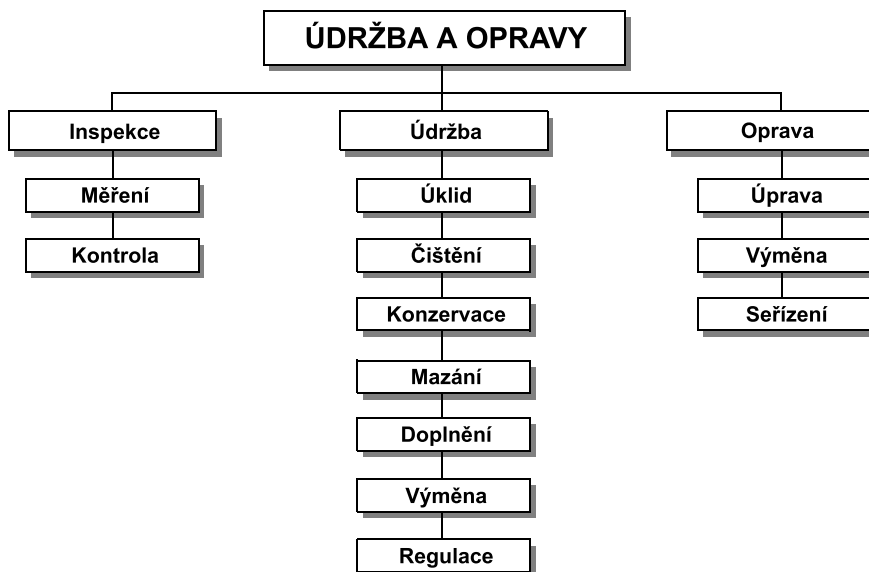 ÚDRŽBA A OPRAVY
Inspekce
Měření
Kontrola
Údržba
Úklid
Čištění
Konzervace
Mazání
Doplnění
Výměna
Regulace
Oprava
Úprava
Výměna
Seřízení